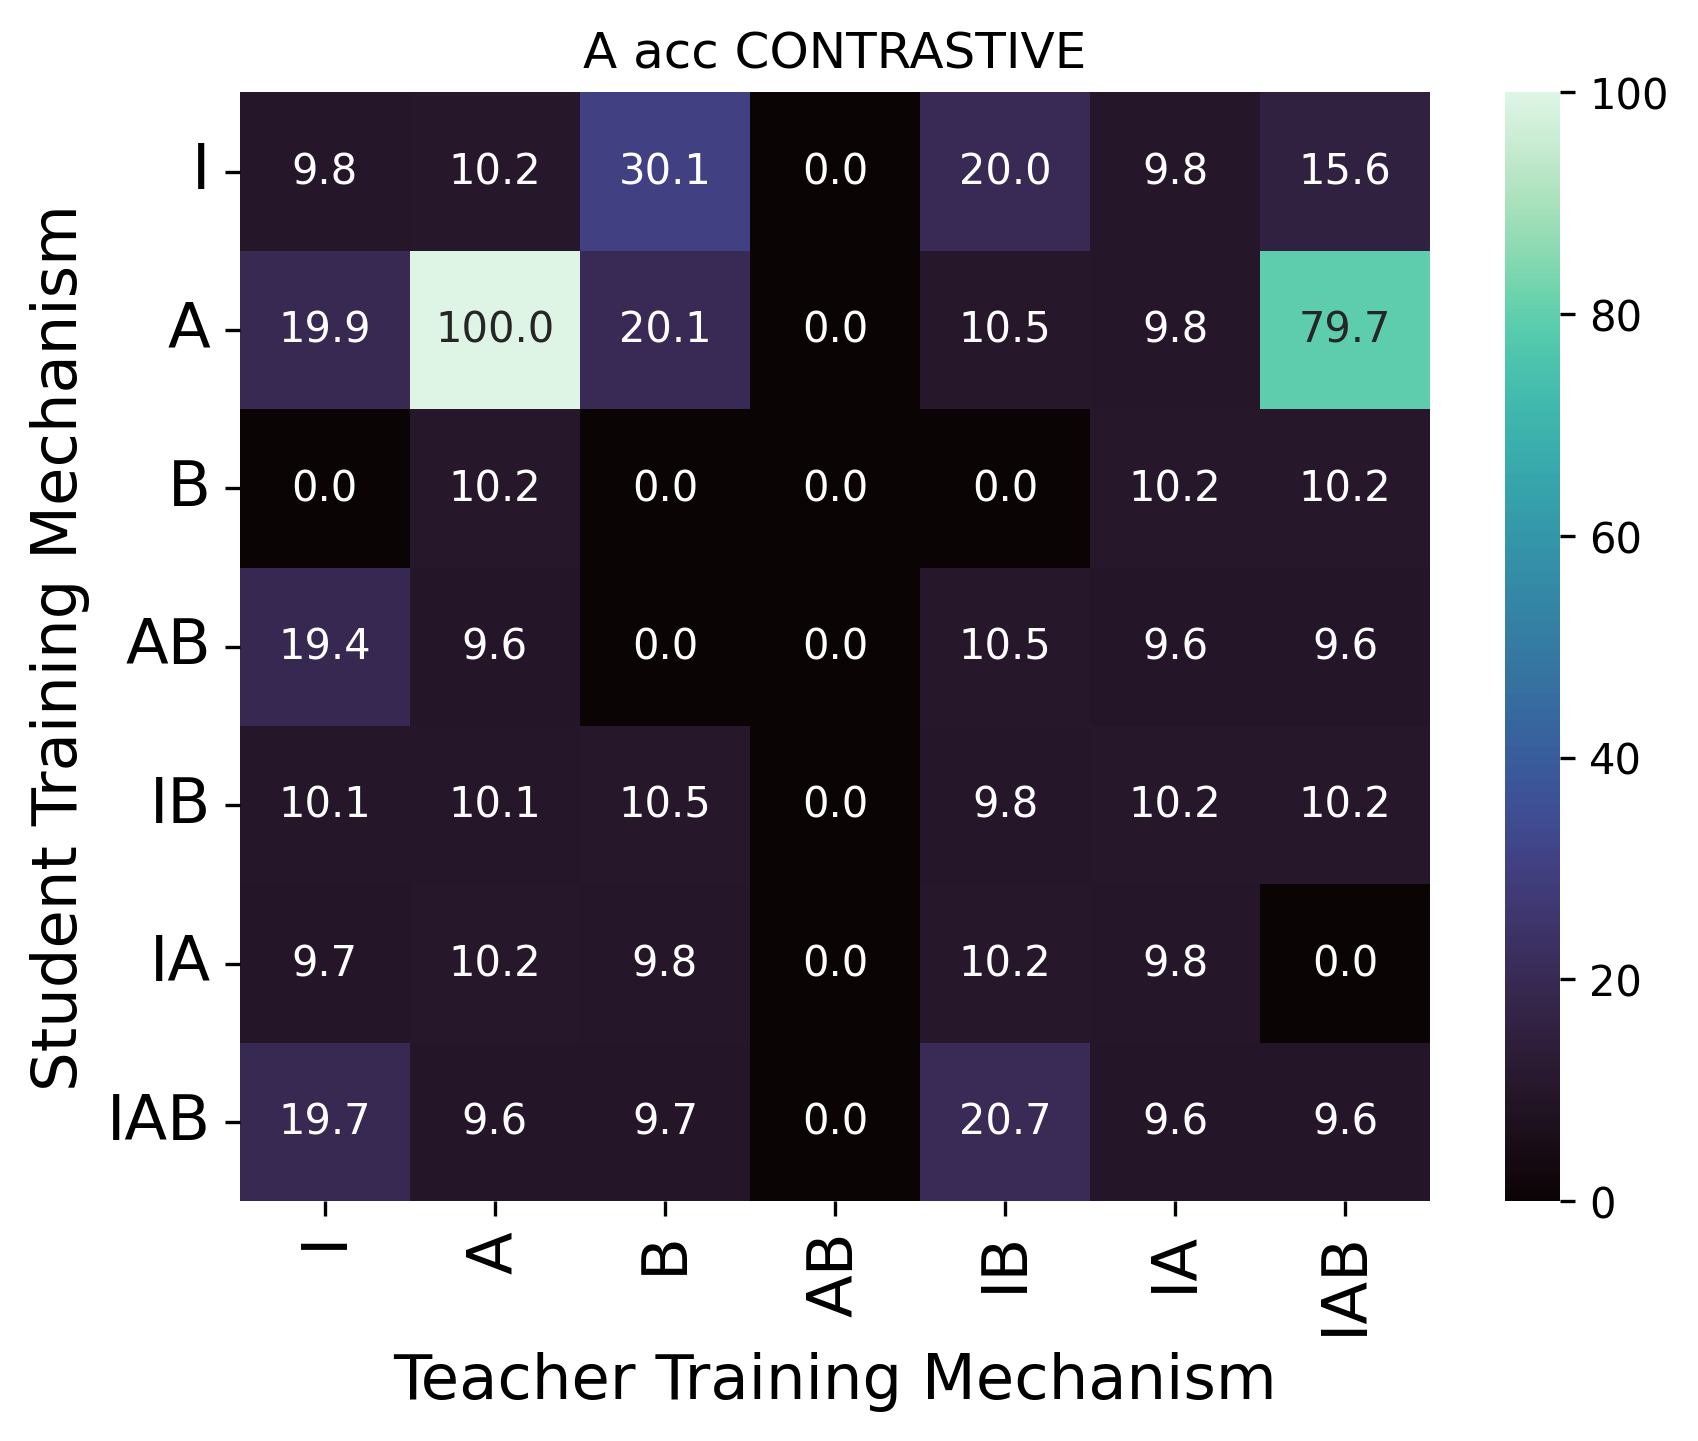 A acc CONTRASTIVE
I 9.8 10.2 30.1 0.0 20.0 9.8 15.6
A 19.9 100.0 20.1 0.0 10.5 9.8 79.7
B 0.0 10.2 0.0 0.0 0.0 10.2 10.2
AB 19.4 9.6 0.0 0.0 10.5 9.6 9.6
IB 10.1 10.1 10.5 0.0 9.8 10.2 10.2
IA 9.7 10.2 9.8 0.0 10.2 9.8 0.0
IAB 19.7 9.6 9.7 0.0 20.7 9.6 9.6
I A B AB IB IA IAB
Teacher Training Mechanism
Student Training Mechanism
100
80
60
40
20
0